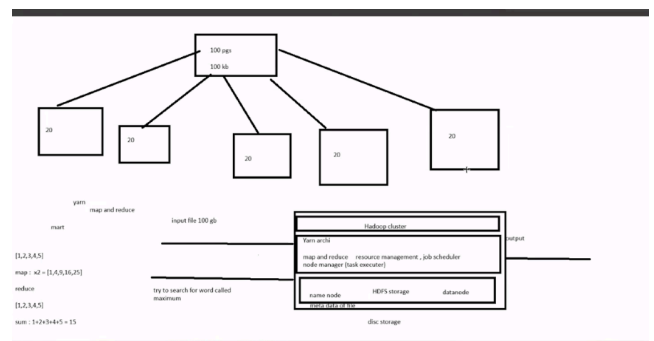 100 pgs
100 kb
20
20
20
20
20
yarn
map and reduce
mart
input file 100 gb
Hadoop cluster
Yarn archi
output
map and reduce resource management , job scheduler
node manager (task executer)
[1,2,3,4,5]
map : x2 = [1,4,9,16,25]
reduce
try to search for word called
maximum
name node HDFS storage datanode
meta data of file
[1,2,3,4,5]
sum : 1+2+3+4+5 = 15
disc storage